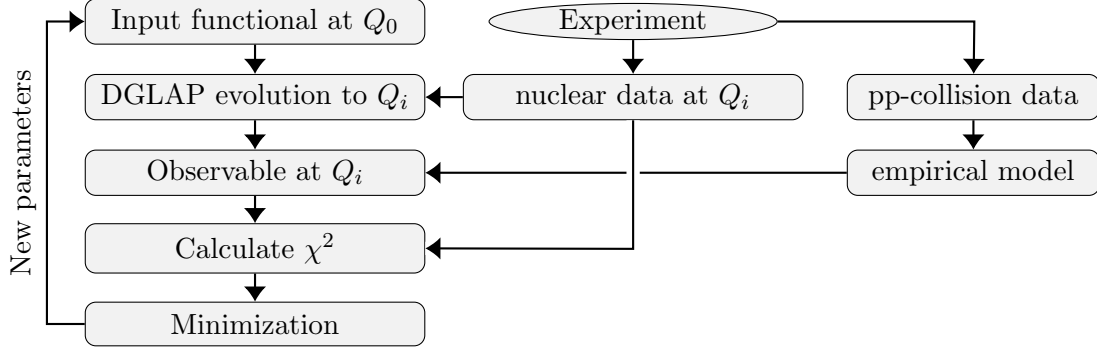 Input functional at Q₀
Experiment
DGLAP evolution to Qᵢ
nuclear data at Qᵢ
pp-collision data
Observable at Qᵢ
empirical model
Calculate χ²
Minimization
New parameters